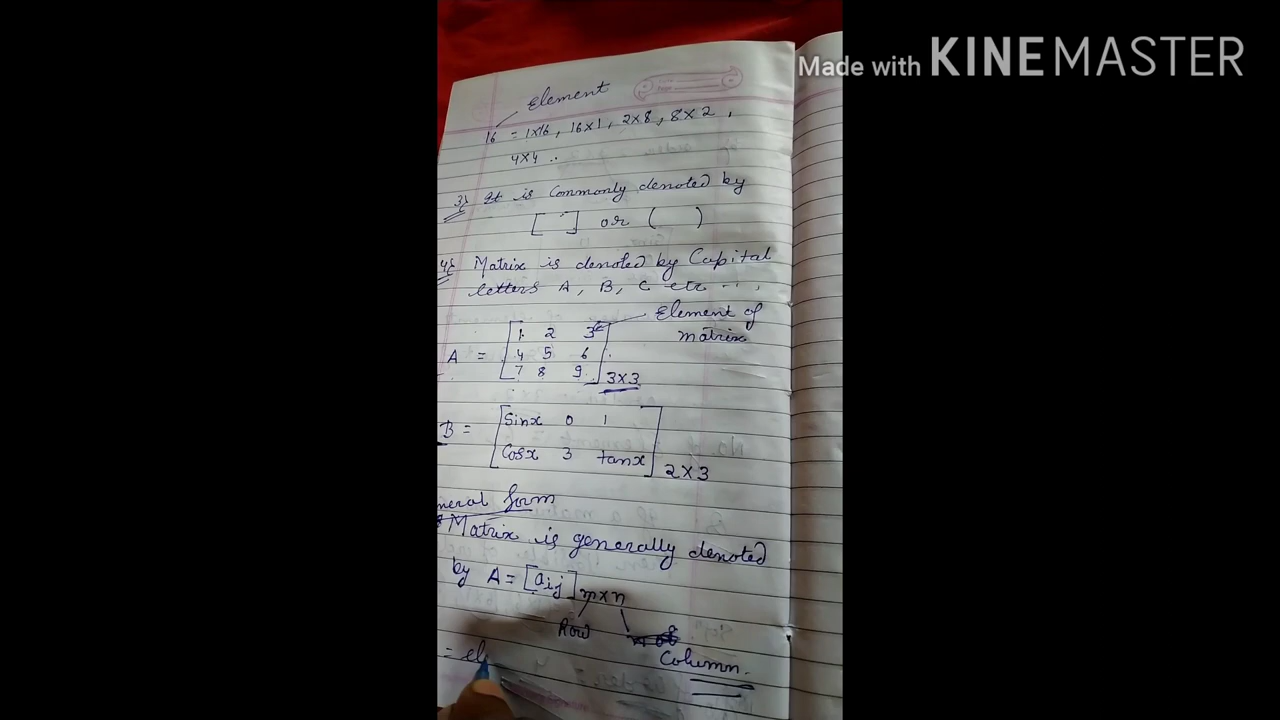 Made with KINEMASTER
Element
16 = 1×16, 16×1, 2×8, 8×2,
4×4 ..
3} It is Commonly denoted by
[ ] or ( )
4} Matrix is denoted by Capital
letters A, B, C etc ...
Element of
matrix
A = [ 1 2 3
4 5 6
7 8 9 ] 3×3
B = [ Sinx 0 1
Cosx 3 tanx ] 2×3
neral form
* Matrix is generally denoted
by A = [aij] m×n
Row
Column.
= el